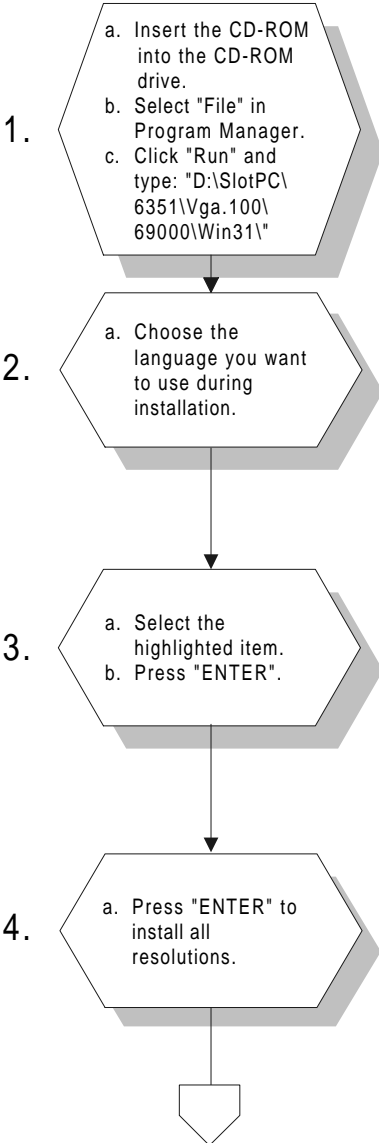 1.
a. Insert the CD-ROM
into the CD-ROM
drive.
b. Select "File" in
Program Manager.
c. Click "Run" and
type: "D:\SlotPC\
6351\Vga.100\
69000\Win31\"
2.
a. Choose the
language you want
to use during
installation.
3.
a. Select the
highlighted item.
b. Press "ENTER".
4.
a. Press "ENTER" to
install all
resolutions.